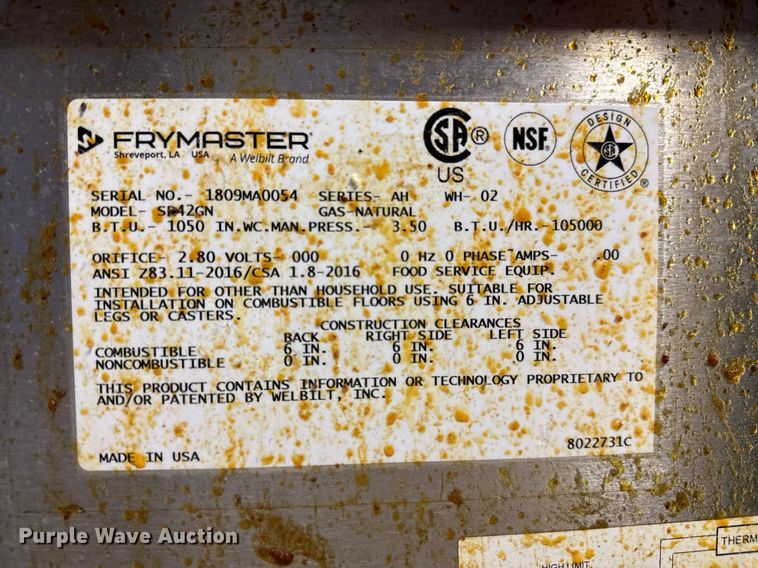 FRYMASTER®
Shreveport, LA USA A Welbilt Brand
SA® NSF® DESIGN CERTIFIED
US
SERIAL NO.- 1809MA0054 SERIES- AH WH- 02
MODEL- SR42GN GAS-NATURAL
B.T.U.- 1050 IN.WC.MAN.PRESS.- 3.50 B.T.U./HR.-105000
ORIFICE- 2.80 VOLTS- 000 0 HZ 0 PHASE AMPS- .00
ANSI Z83.11-2016/CSA 1.8-2016 FOOD SERVICE EQUIP.
INTENDED FOR OTHER THAN HOUSEHOLD USE. SUITABLE FOR
INSTALLATION ON COMBUSTIBLE FLOORS USING 6 IN. ADJUSTABLE
LEGS OR CASTERS.
CONSTRUCTION CLEARANCES
BACK RIGHT SIDE LEFT SIDE
COMBUSTIBLE 6 IN. 6 IN. 6 IN.
NONCOMBUSTIBLE 0 IN. 0 IN. 0 IN.
THIS PRODUCT CONTAINS INFORMATION OR TECHNOLOGY PROPRIETARY TO
AND/OR PATENTED BY WELBILT, INC.
MADE IN USA 8022731C
THERM
HIGH LIMIT
Purple Wave Auction